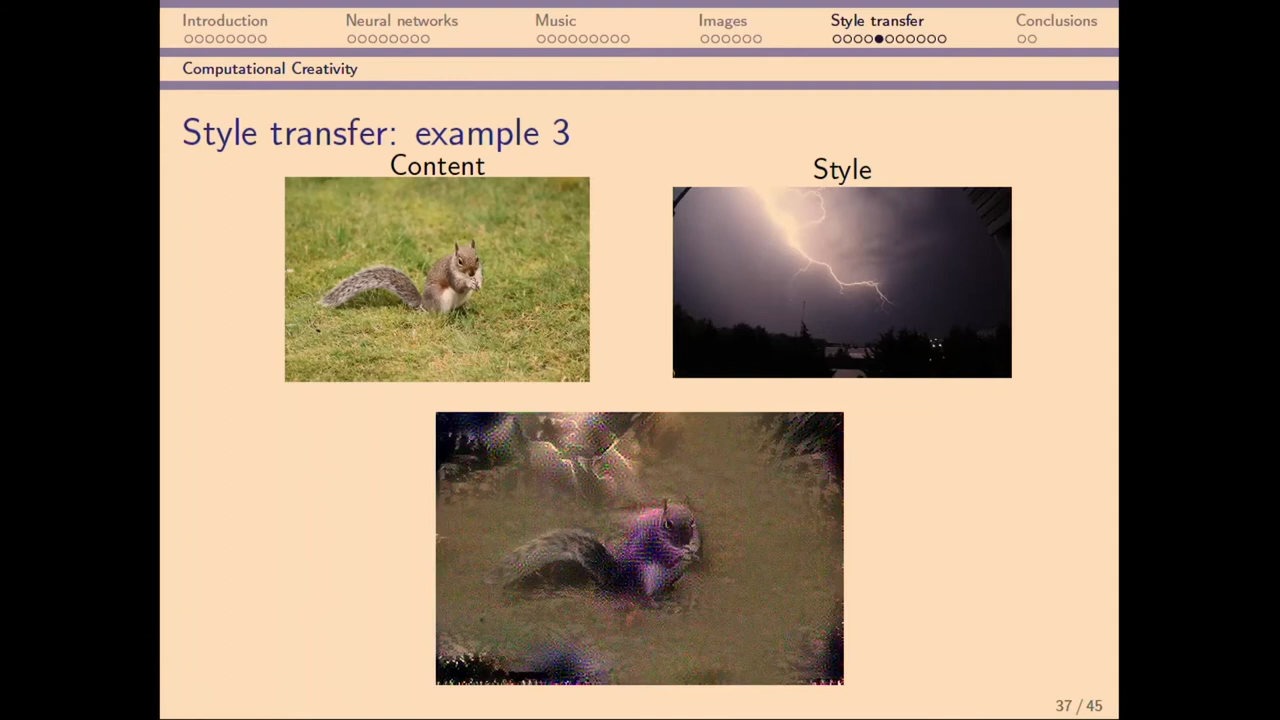 Introduction Neural networks Music Images Style transfer Conclusions
Computational Creativity
Style transfer: example 3
Content Style
37 / 45